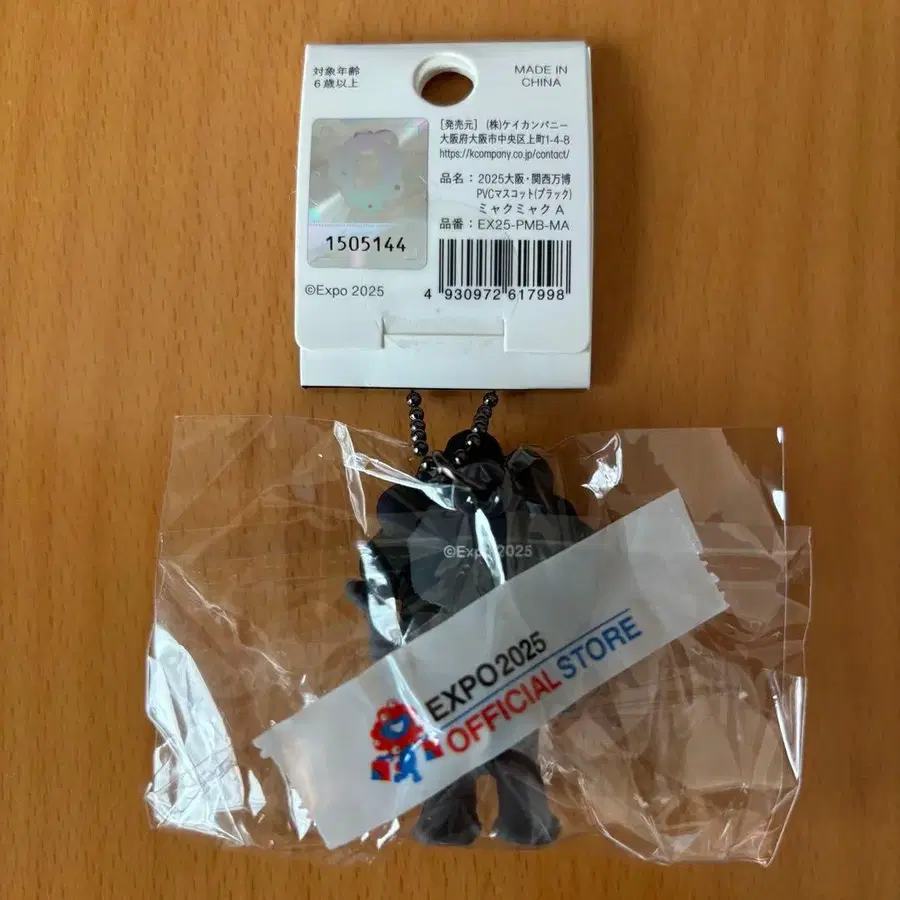 対象年齢
6歳以上
MADE IN
CHINA
[発売元] (株)ケイカンパニー
大阪府大阪市中央区上町1-4-8
https://kcompany.co.jp/contact/
品名：2025大阪・関西万博
PVCマスコット(ブラック)
ミャクミャク A
品番：EX25-PMB-MA
1505144
©Expo 2025
4 930972 617998
©Expo 2025
EXPO2025
OFFICIAL STORE